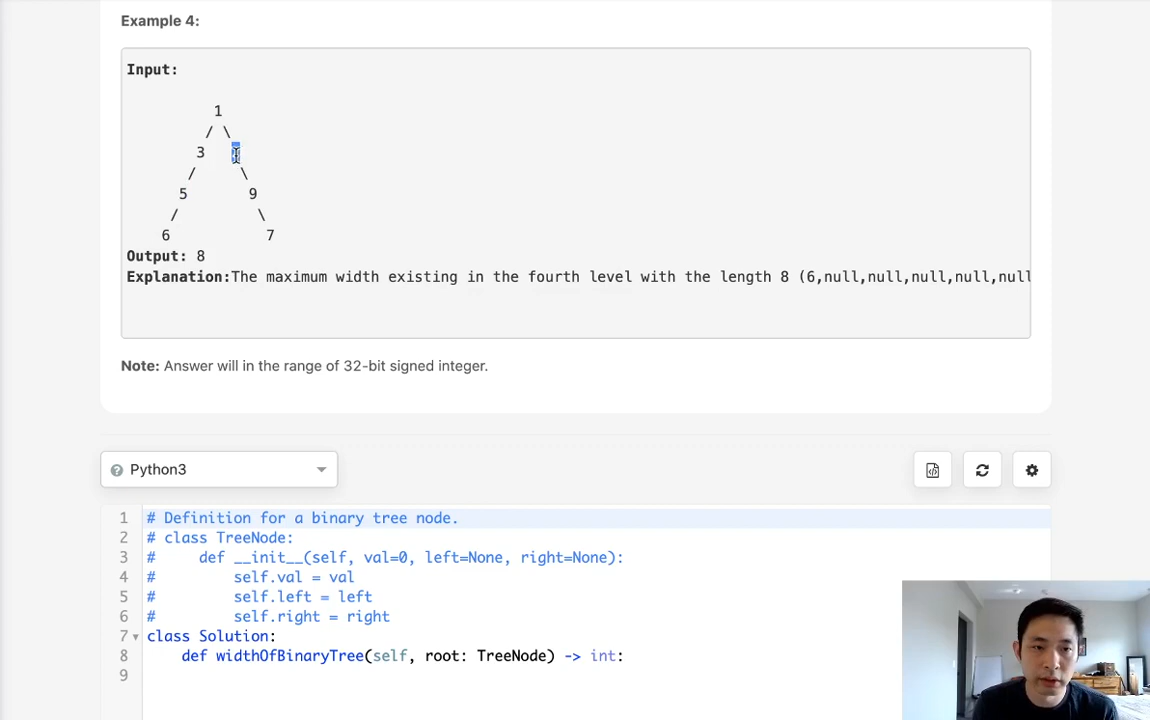 Example 4:
Input:
1
/ \
3
/ \
5 9
/ \
6 7
Output: 8
Explanation:The maximum width existing in the fourth level with the length 8 (6,null,null,null,null,null
Note: Answer will in the range of 32-bit signed integer.
Python3
1 # Definition for a binary tree node.
2 # class TreeNode:
3 #     def __init__(self, val=0, left=None, right=None):
4 #         self.val = val
5 #         self.left = left
6 #         self.right = right
7 class Solution:
8     def widthOfBinaryTree(self, root: TreeNode) -> int:
9